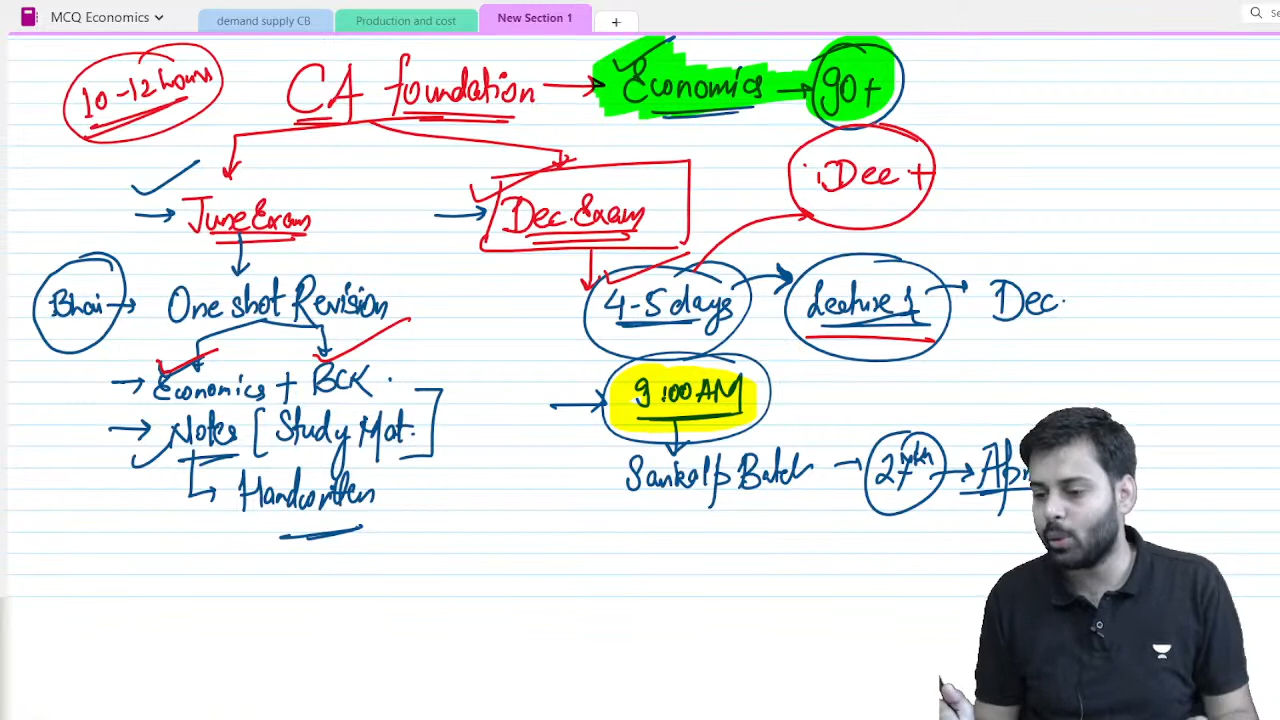 MCQ Economics
demand supply CB
Production and cost
New Section 1
+
10-12 hours
CA foundation → Economics → 90+
Dec +
June Exam
Dec. Exam
Bhai → One shot Revision
4-5 days → Lecture 1 → Dec.
→ Economics + BCK.
→ 9:00 AM
→ Notes [Study Mat.]
Sankalp Batch → 27th →
Handwritten